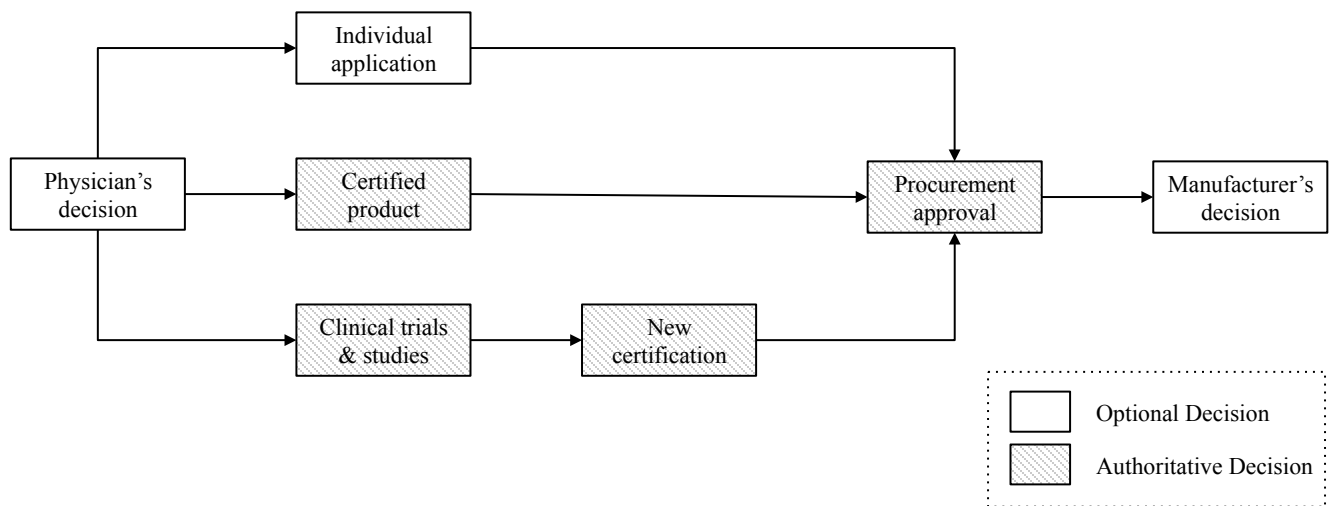 Individual
application
Physician’s
decision
Certified
product
Procurement
approval
Manufacturer’s
decision
Clinical trials
& studies
New
certification
Optional Decision
Authoritative Decision